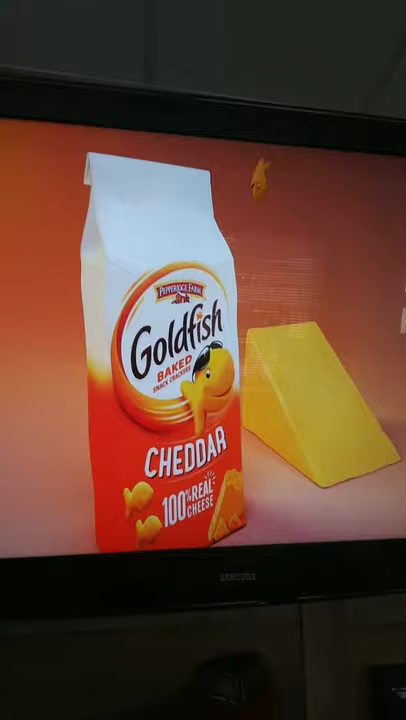 PEPPERIDGE FARM
Goldfish
BAKED
SNACK CRACKERS
CHEDDAR
100% REAL
CHEESE
SAMSUNG